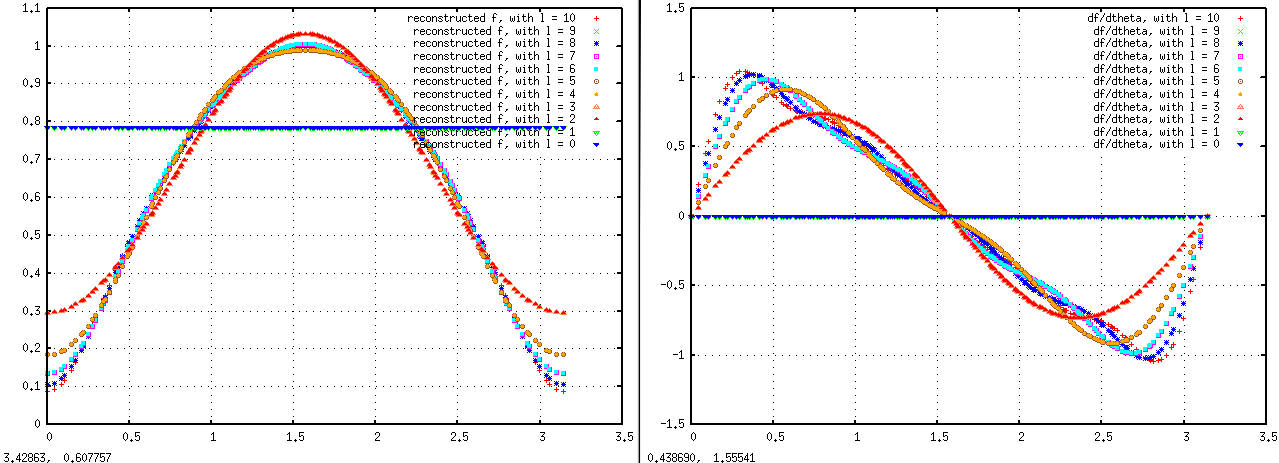 1.1
1
0.9
0.8
0.7
0.6
0.5
0.4
0.3
0.2
0.1
0
0 0.5 1 1.5 2 2.5 3 3.5
reconstructed f, with l = 10
reconstructed f, with l = 9
reconstructed f, with l = 8
reconstructed f, with l = 7
reconstructed f, with l = 6
reconstructed f, with l = 5
reconstructed f, with l = 4
reconstructed f, with l = 3
reconstructed f, with l = 2
reconstructed f, with l = 1
reconstructed f, with l = 0
3.42863, 0.607757
1.5
1
0.5
0
-0.5
-1
-1.5
0 0.5 1 1.5 2 2.5 3 3.5
df/dtheta, with l = 10
df/dtheta, with l = 9
df/dtheta, with l = 8
df/dtheta, with l = 7
df/dtheta, with l = 6
df/dtheta, with l = 5
df/dtheta, with l = 4
df/dtheta, with l = 3
df/dtheta, with l = 2
df/dtheta, with l = 1
df/dtheta, with l = 0
0.438690, 1.55541